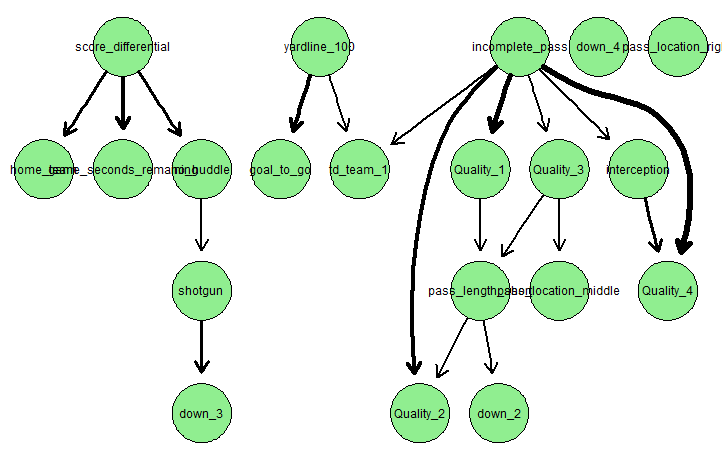 score_differential
yardline_100
incomplete_pass
down_4
pass_location_rig
home_team
game_seconds_remaining
no_huddle
goal_to_go
td_team_1
Quality_1
Quality_3
interception
shotgun
pass_location_middle
Quality_4
down_3
Quality_2
down_2